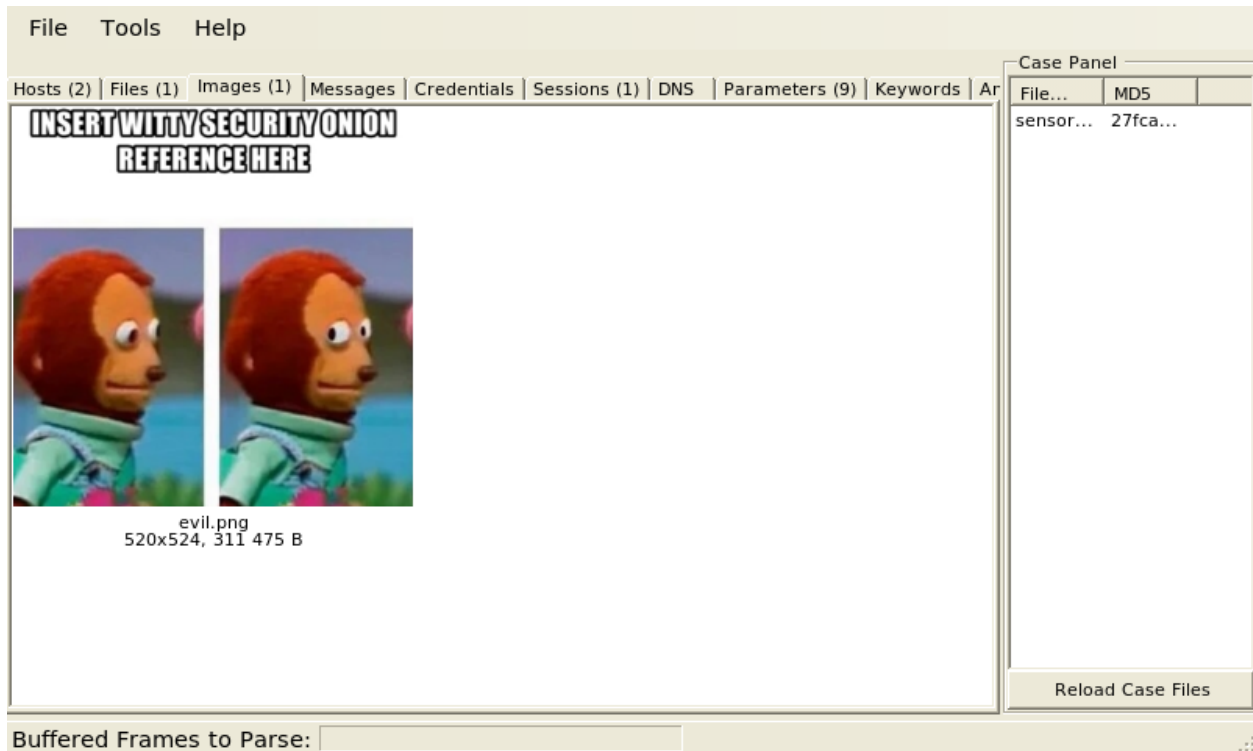 File Tools Help
Hosts (2) Files (1) Images (1) Messages Credentials Sessions (1) DNS Parameters (9) Keywords Ar
INSERT WITTY SECURITY ONION
REFERENCE HERE
evil.png
520x524, 311 475 B
Case Panel
File... MD5
sensor... 27fca...
Reload Case Files
Buffered Frames to Parse: